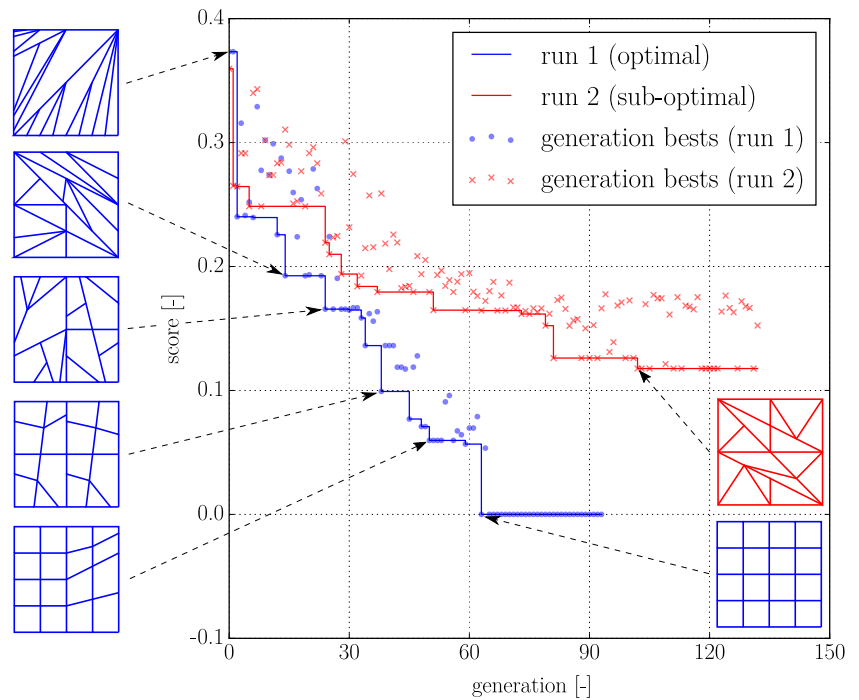 0.4
0.3
0.2
0.1
0.0
-0.1
score [-]
0
30
60
90
120
150
generation [-]
run 1 (optimal)
run 2 (sub-optimal)
generation bests (run 1)
generation bests (run 2)